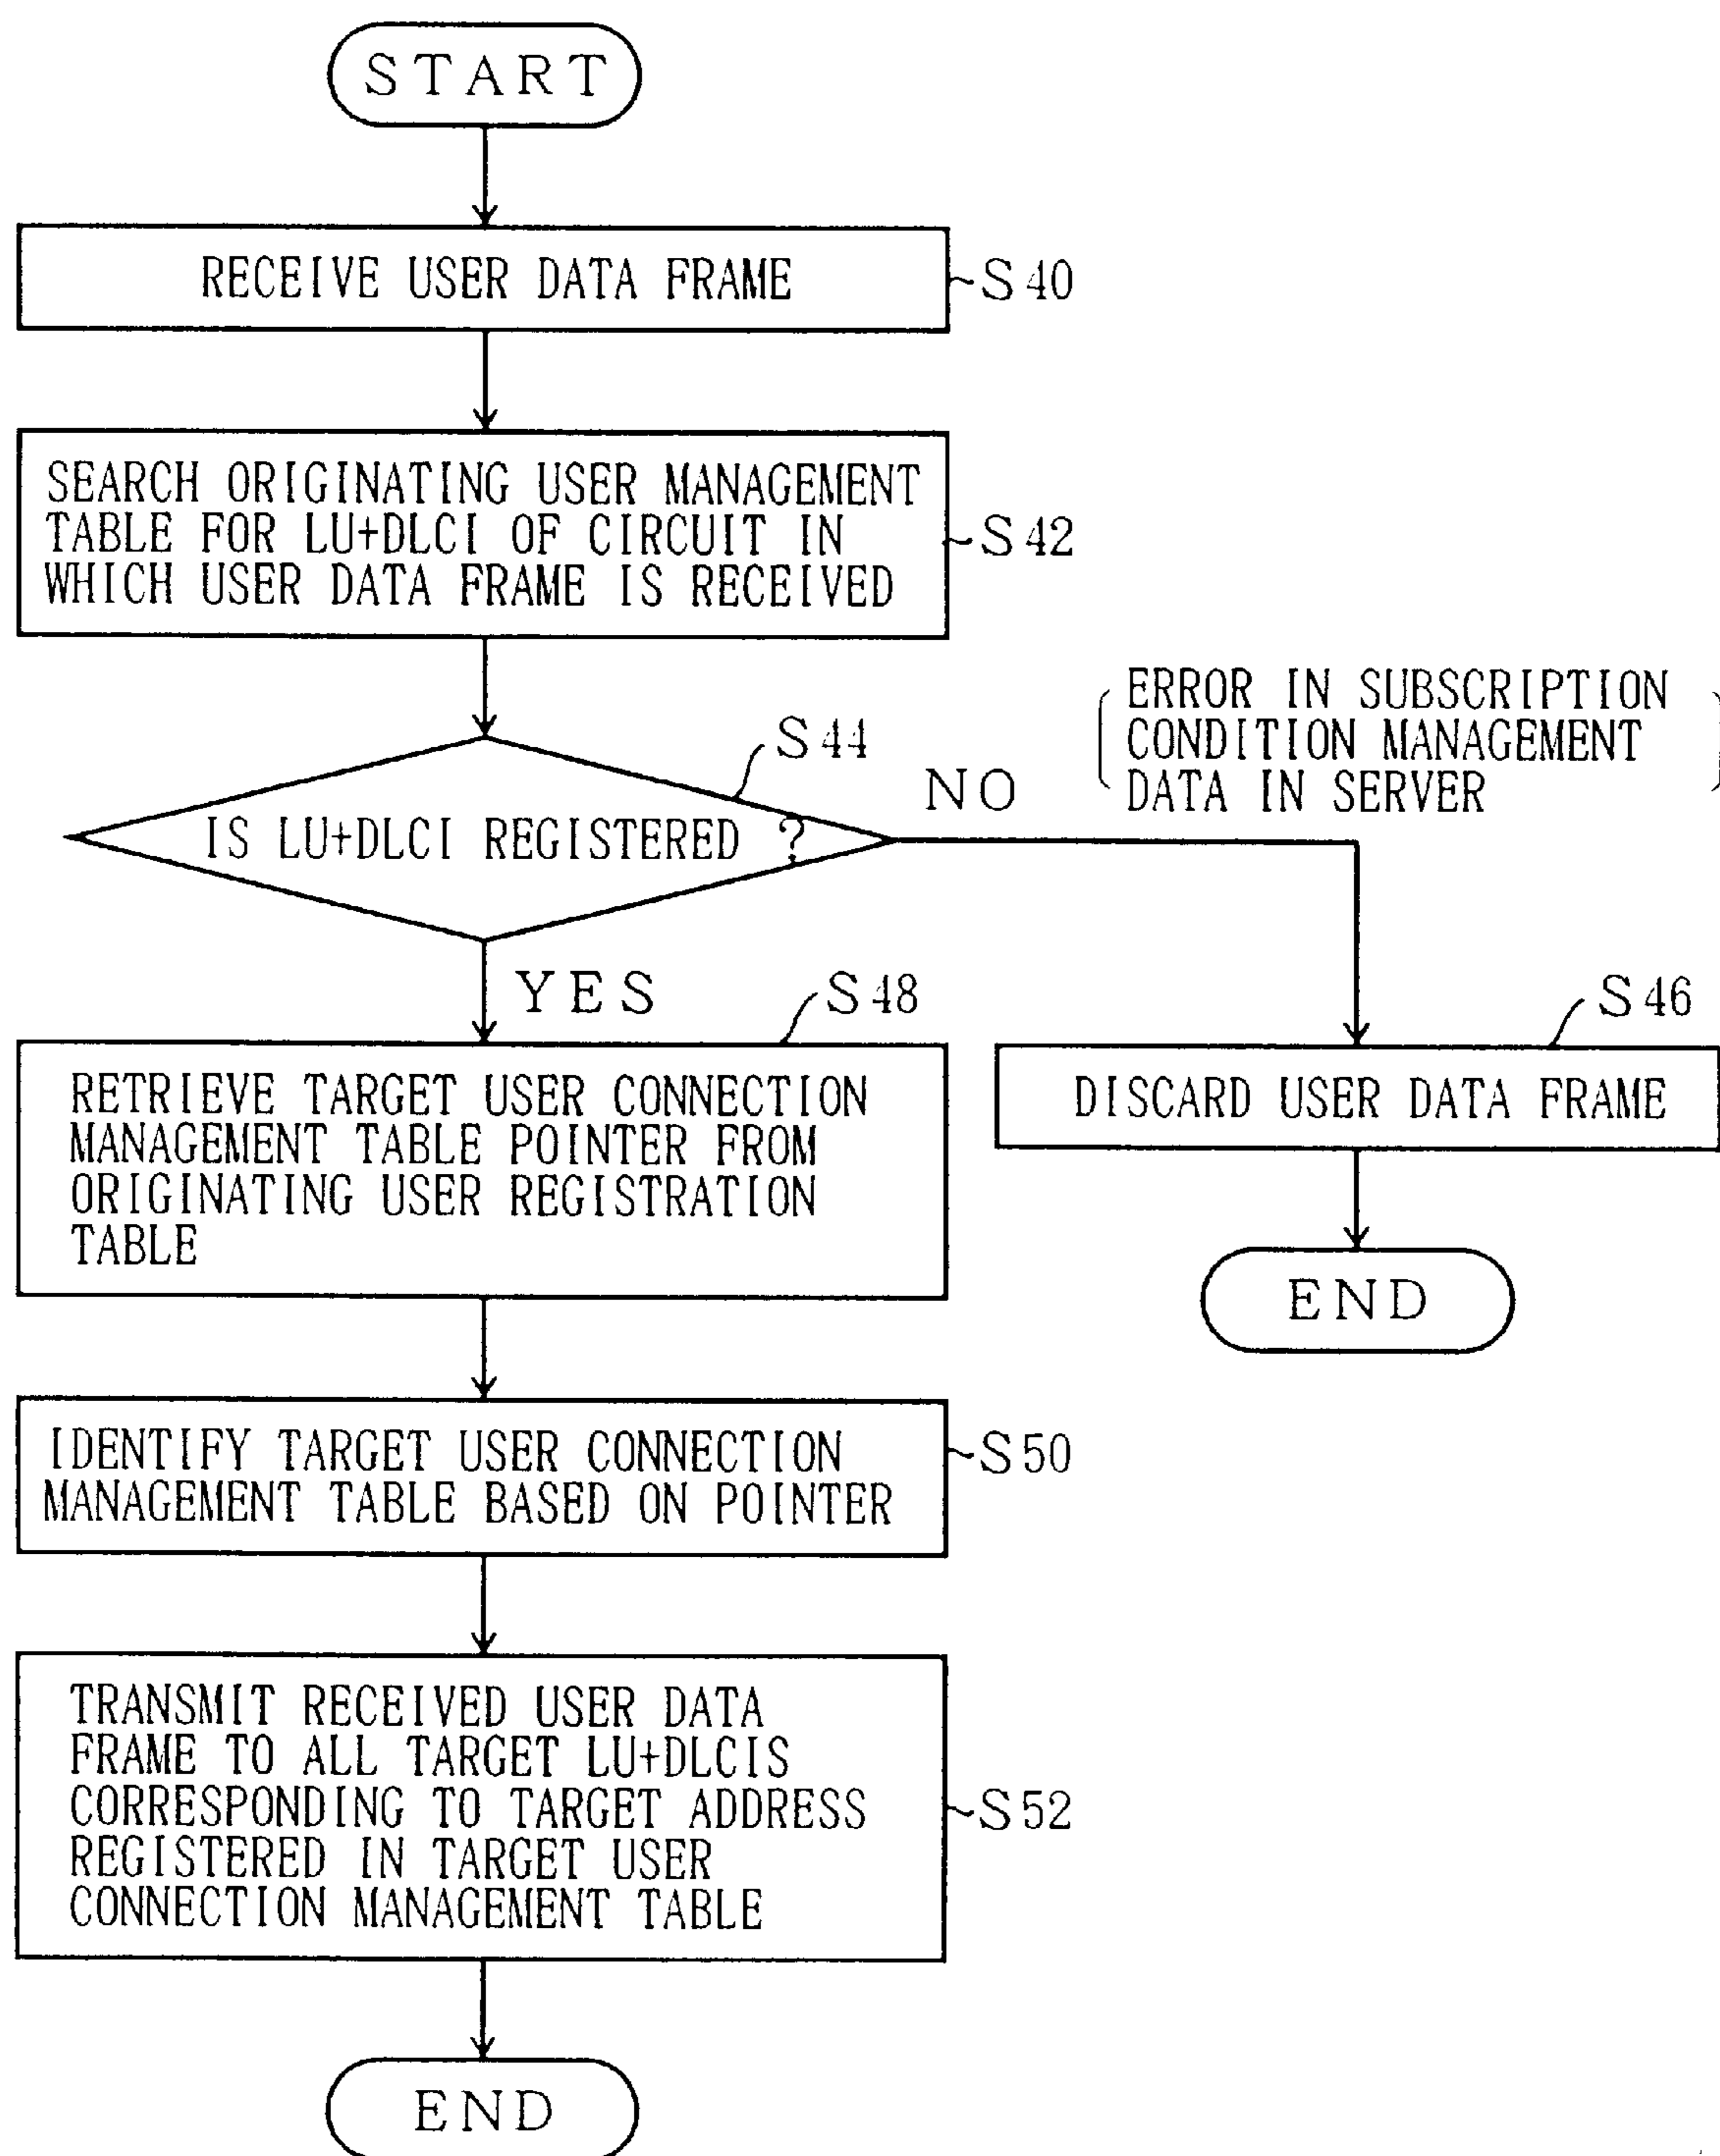 START
RECEIVE USER DATA FRAME
S40
SEARCH ORIGINATING USER MANAGEMENT
TABLE FOR LU+DLCI OF CIRCUIT IN
WHICH USER DATA FRAME IS RECEIVED
S42
S44
IS LU+DLCI REGISTERED ?
NO
ERROR IN SUBSCRIPTION
CONDITION MANAGEMENT
DATA IN SERVER
YES
S48
RETRIEVE TARGET USER CONNECTION
MANAGEMENT TABLE POINTER FROM
ORIGINATING USER REGISTRATION
TABLE
S46
DISCARD USER DATA FRAME
END
IDENTIFY TARGET USER CONNECTION
MANAGEMENT TABLE BASED ON POINTER
S50
TRANSMIT RECEIVED USER DATA
FRAME TO ALL TARGET LU+DLCIS
CORRESPONDING TO TARGET ADDRESS
REGISTERED IN TARGET USER
CONNECTION MANAGEMENT TABLE
S52
END